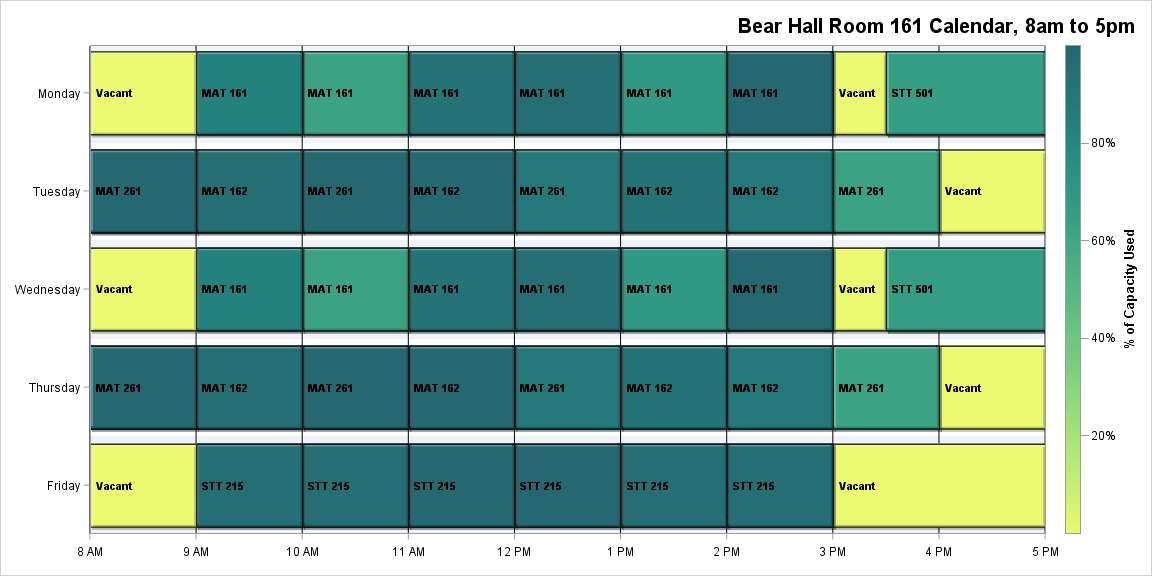 Bear Hall Room 161 Calendar, 8am to 5pm
Monday Vacant MAT 161 MAT 161 MAT 161 MAT 161 MAT 161 MAT 161 Vacant STT 501
Tuesday MAT 261 MAT 162 MAT 261 MAT 162 MAT 261 MAT 162 MAT 162 MAT 261 Vacant
Wednesday Vacant MAT 161 MAT 161 MAT 161 MAT 161 MAT 161 MAT 161 Vacant STT 501
Thursday MAT 261 MAT 162 MAT 261 MAT 162 MAT 261 MAT 162 MAT 162 MAT 261 Vacant
Friday Vacant STT 215 STT 215 STT 215 STT 215 STT 215 STT 215 Vacant
8 AM 9 AM 10 AM 11 AM 12 PM 1 PM 2 PM 3 PM 4 PM 5 PM
80%
60%
40%
20%
% of Capacity Used